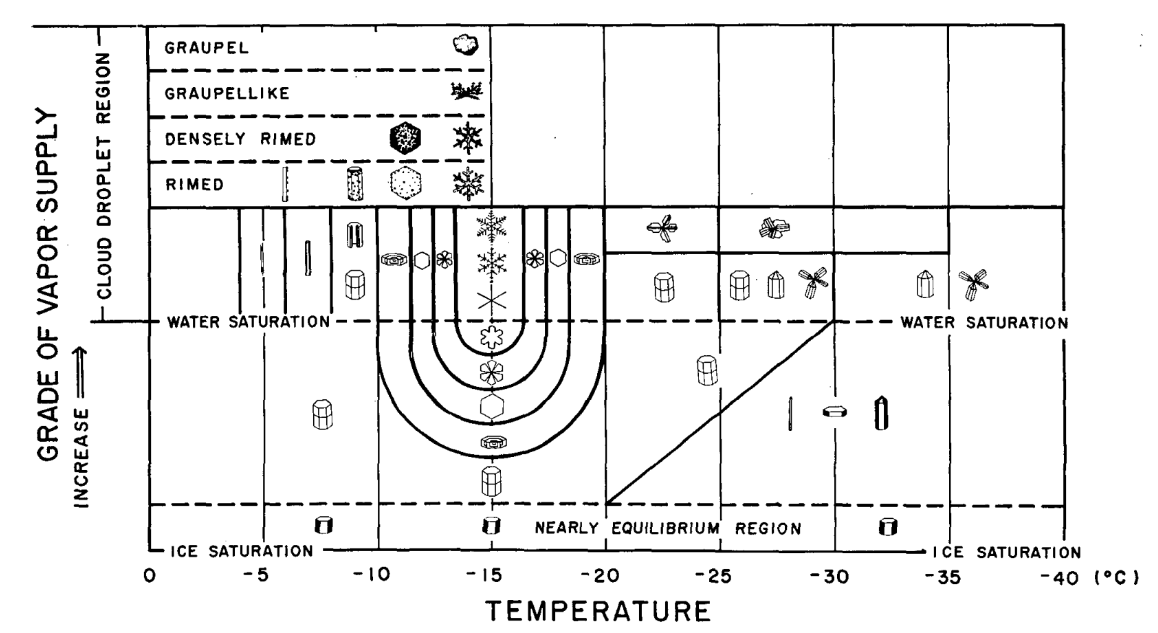 GRADE OF VAPOR SUPPLY
INCREASE
CLOUD DROPLET REGION
GRAUPEL
GRAUPELLIKE
DENSELY RIMED
RIMED
WATER SATURATION
WATER SATURATION
NEARLY EQUILIBRIUM REGION
ICE SATURATION
ICE SATURATION
0 -5 -10 -15 -20 -25 -30 -35 -40 (°C)
TEMPERATURE